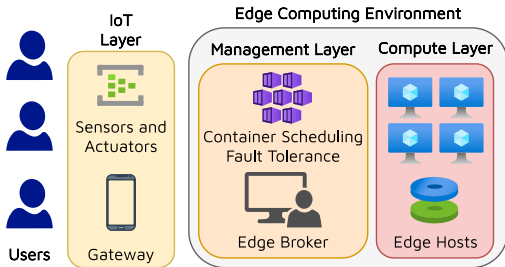 IoT
Layer
Edge Computing Environment
Management Layer
Compute Layer
Sensors and
Actuators
Container Scheduling
Fault Tolerance
Users
Gateway
Edge Broker
Edge Hosts